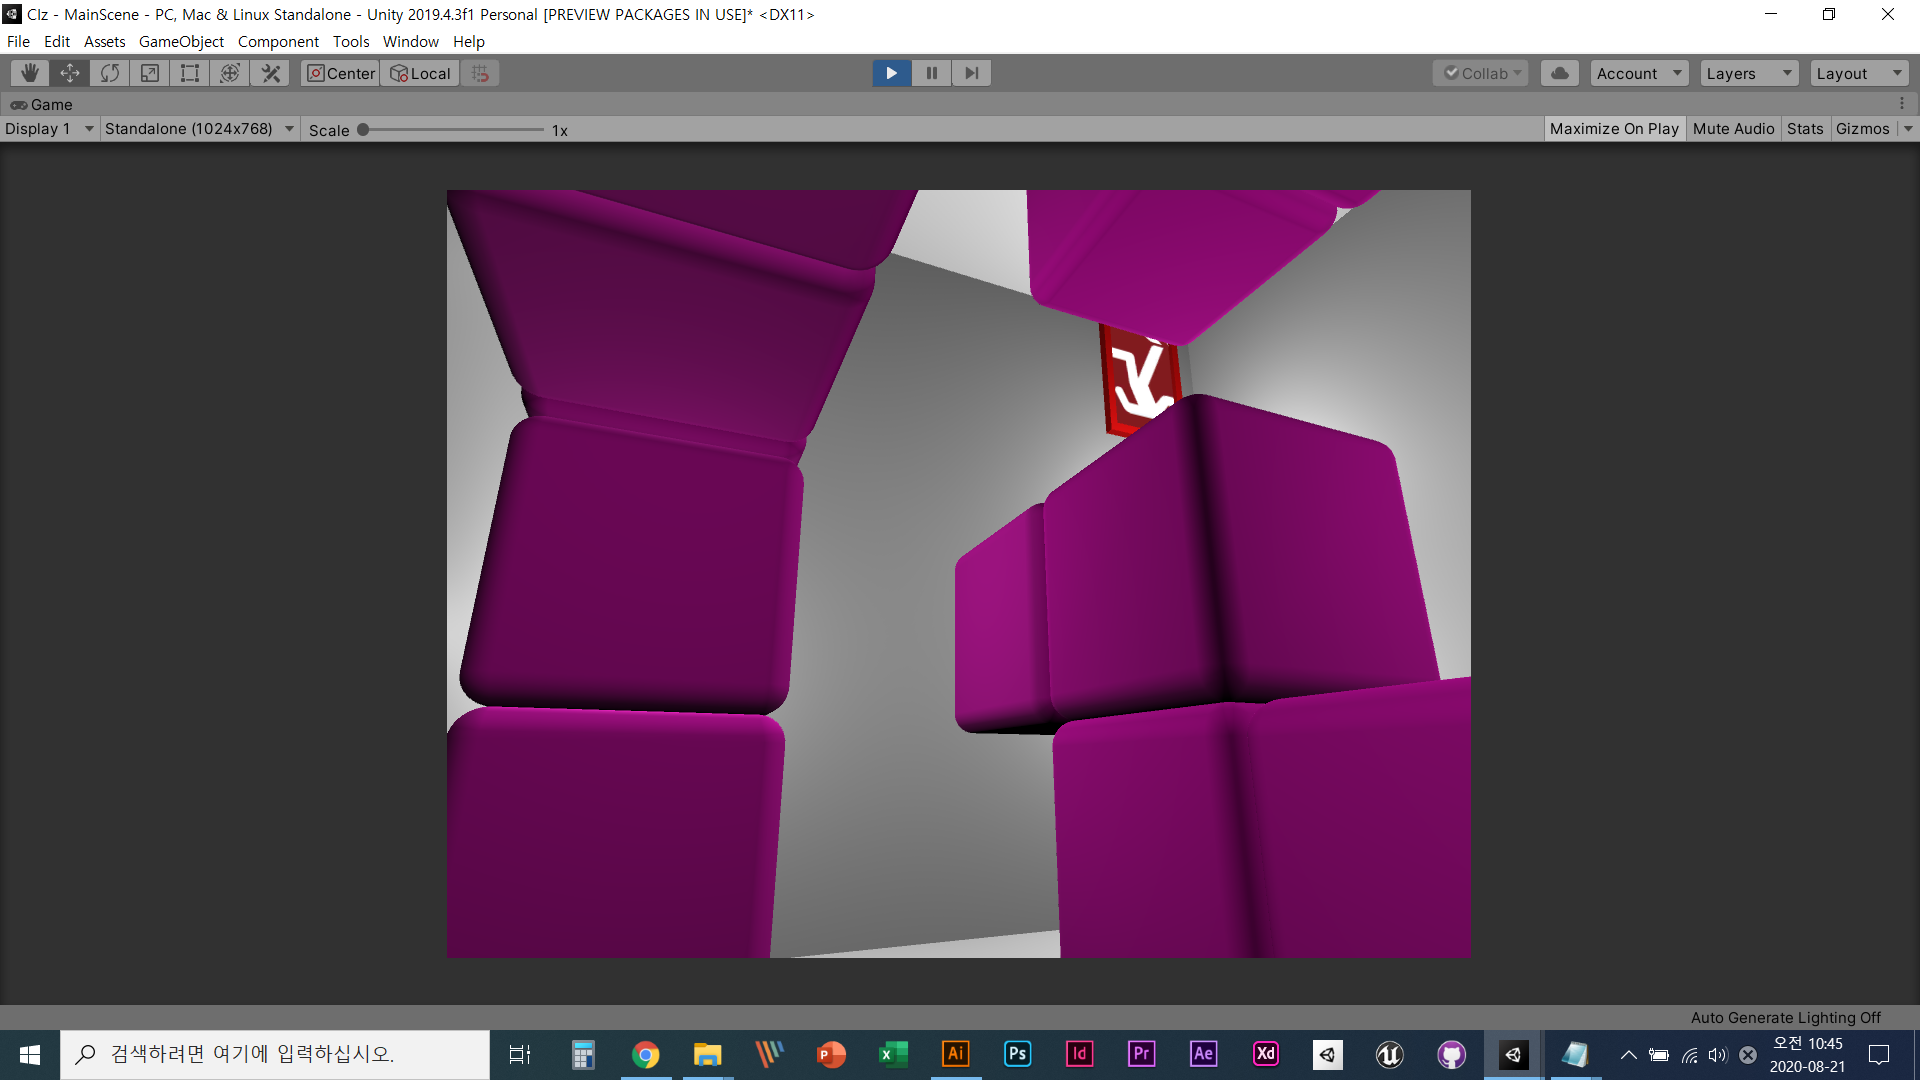 Clz - MainScene - PC, Mac & Linux Standalone - Unity 2019.4.3f1 Personal [PREVIEW PACKAGES IN USE]* <DX11>
File Edit Assets GameObject Component Tools Window Help
Center Local Collab Account Layers Layout
Game
Display 1 Standalone (1024x768) Scale 1x Maximize On Play Mute Audio Stats Gizmos
Auto Generate Lighting Off
검색하려면 여기에 입력하십시오.
P X Ai Ps Id Pr Ae Xd
오전 10:45
2020-08-21